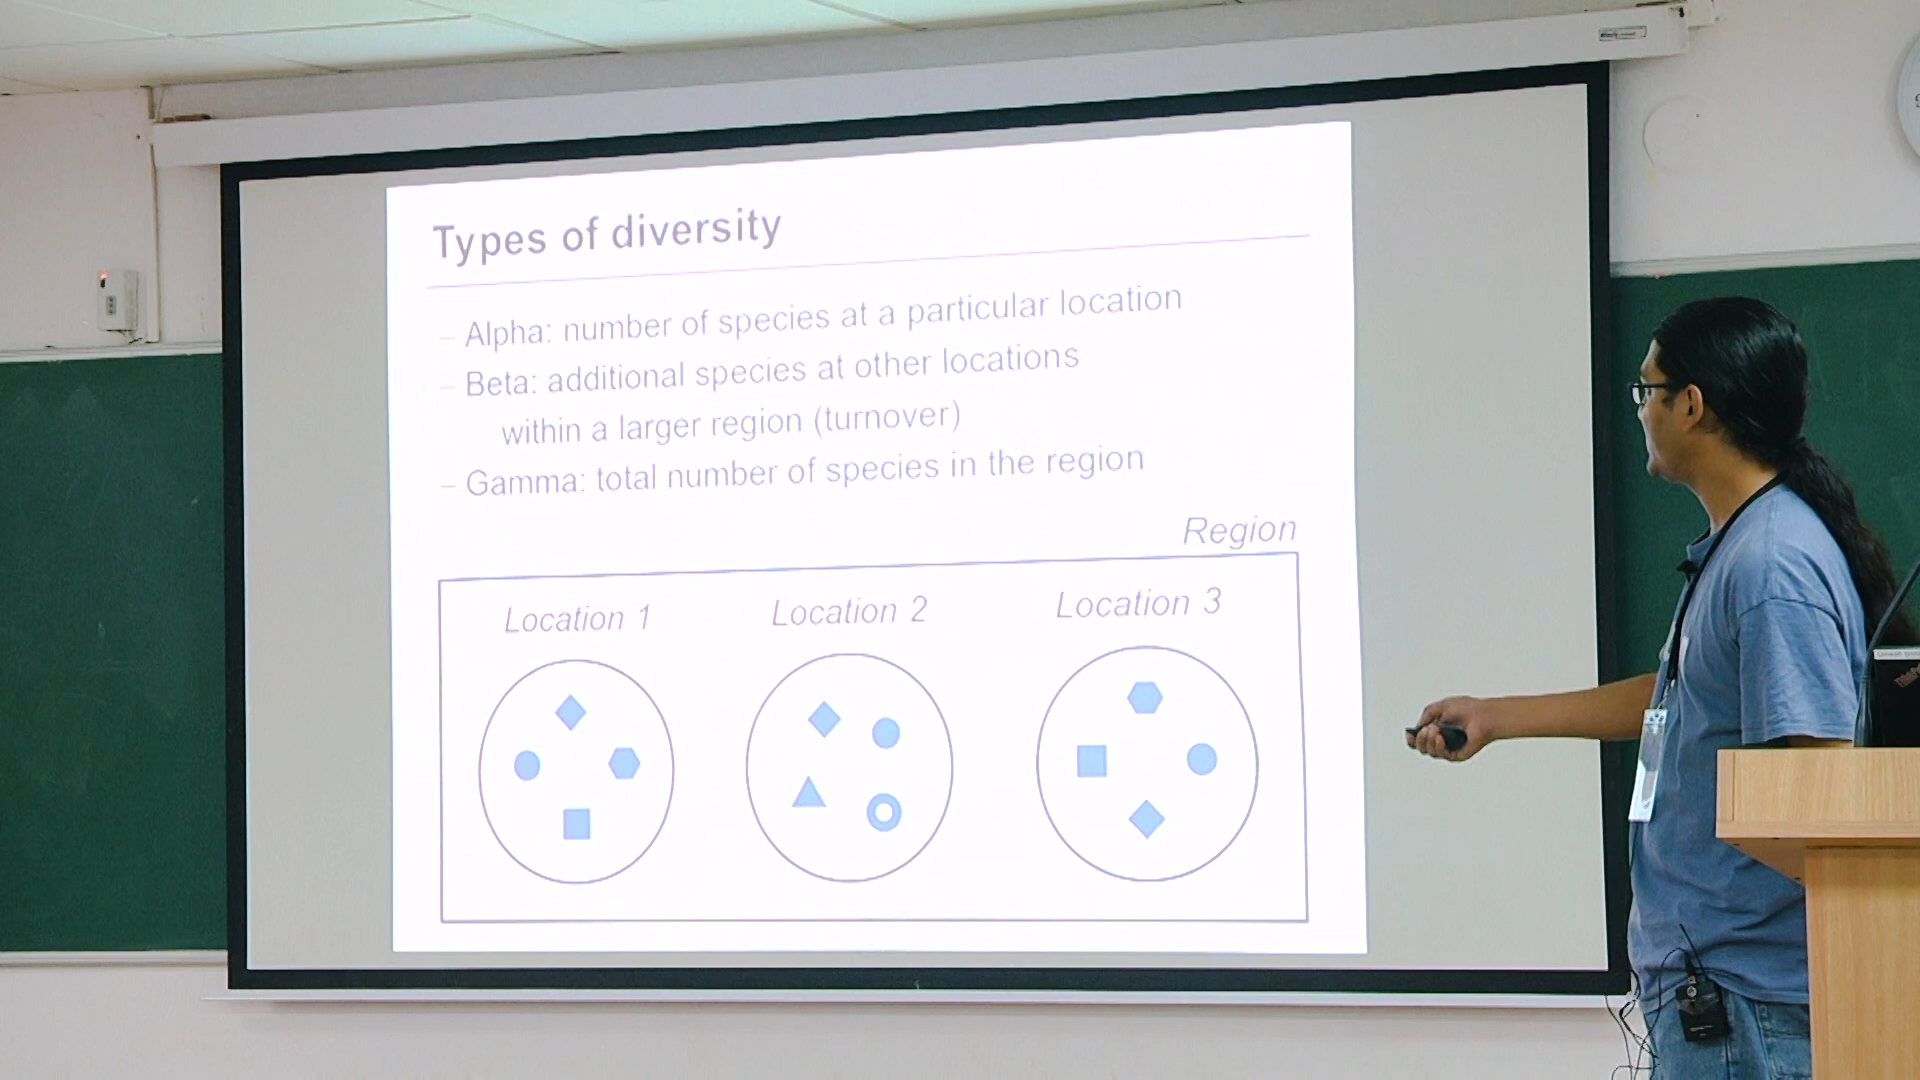 Types of diversity
– Alpha: number of species at a particular location
– Beta: additional species at other locations
within a larger region (turnover)
– Gamma: total number of species in the region
Region
Location 1
Location 2
Location 3